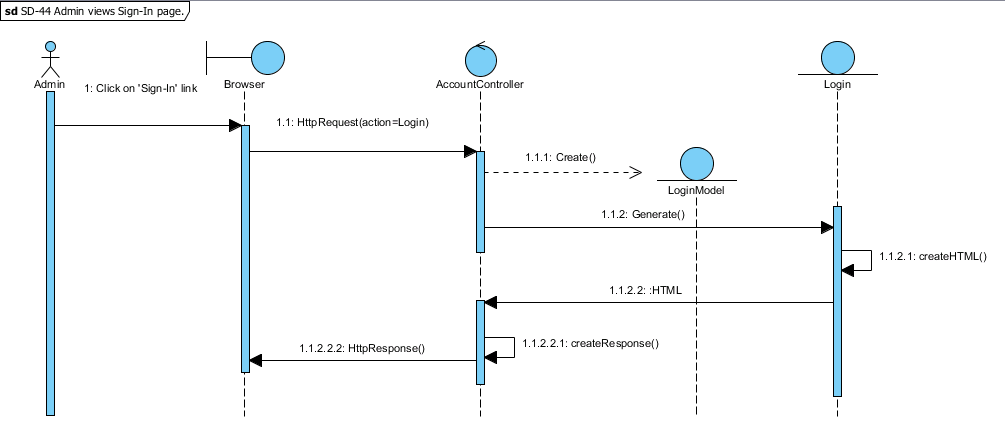 sd SD-44 Admin views Sign-In page.
Admin
1: Click on 'Sign-In' link
Browser
AccountController
Login
1.1: HttpRequest(action=Login)
1.1.1: Create()
LoginModel
1.1.2: Generate()
1.1.2.1: createHTML()
1.1.2.2: :HTML
1.1.2.2.1: createResponse()
1.1.2.2.2: HttpResponse()